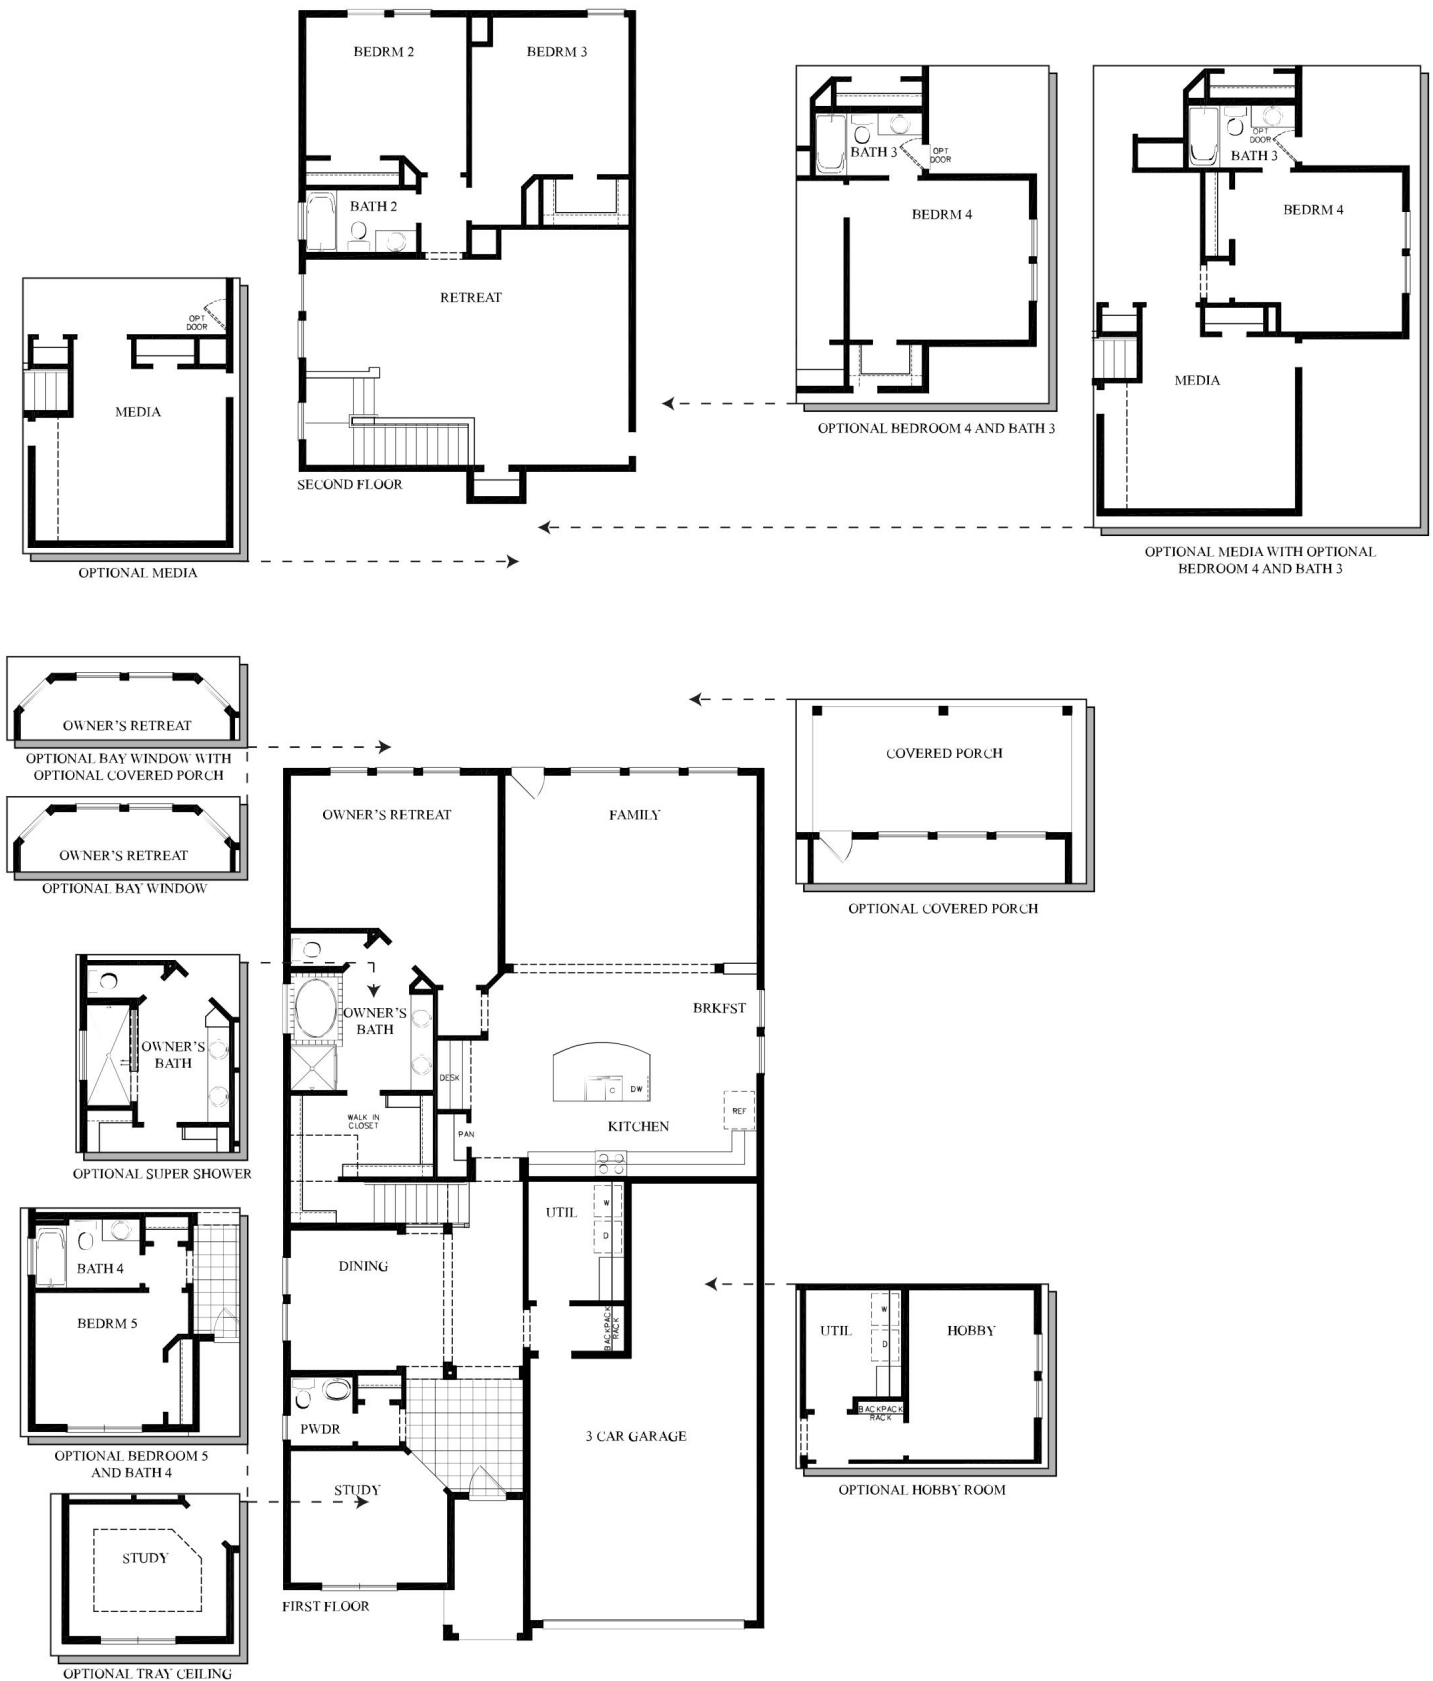 BEDRM 2
BEDRM 3
BATH 2
RETREAT
SECOND FLOOR
OPT
DOOR
MEDIA
OPTIONAL MEDIA
BATH 3
OPT
DOOR
BEDRM 4
OPTIONAL BEDROOM 4 AND BATH 3
OPT
DOOR
BATH 3
BEDRM 4
MEDIA
OPTIONAL MEDIA WITH OPTIONAL
BEDROOM 4 AND BATH 3
OWNER'S RETREAT
OPTIONAL BAY WINDOW WITH
OPTIONAL COVERED PORCH
OWNER'S RETREAT
OPTIONAL BAY WINDOW
COVERED PORCH
OPTIONAL COVERED PORCH
OWNER'S RETREAT
FAMILY
OWNER'S
BATH
BRKFST
DESK
DW
REF
KITCHEN
PAN
WALK IN
CLOSET
OWNER'S
BATH
OPTIONAL SUPER SHOWER
UTIL
W
D
DINING
BACKPACK
RACK
PWDR
3 CAR GARAGE
STUDY
FIRST FLOOR
BATH 4
BEDRM 5
OPTIONAL BEDROOM 5
AND BATH 4
STUDY
OPTIONAL TRAY CEILING
UTIL
W
D
HOBBY
BACKPACK
RACK
OPTIONAL HOBBY ROOM